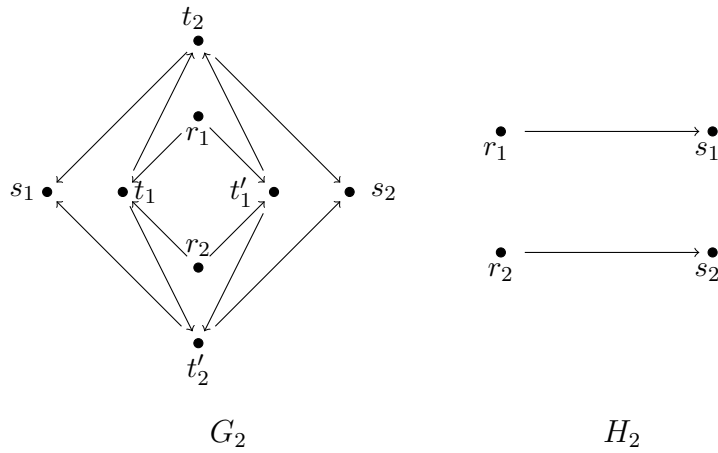 t₂
r₁
r₁ s₁
s₁ t₁ t′₁ s₂
r₂
r₂ s₂
t′₂
G₂ H₂